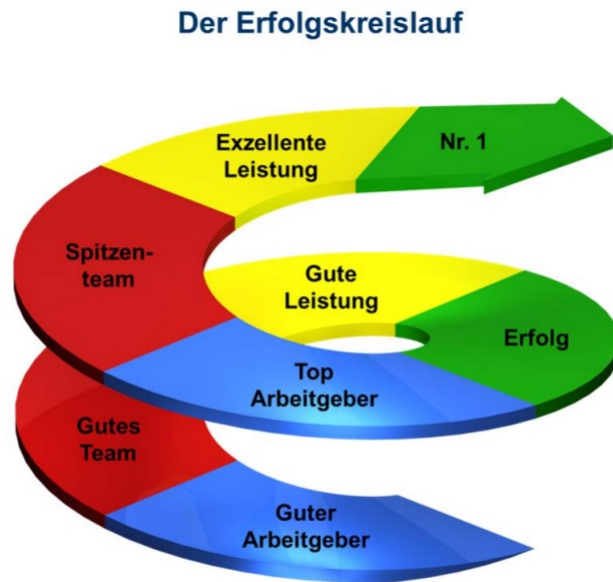 Der Erfolgskreislauf
Exzellente
Leistung
Nr. 1
Spitzen-
team
Gute
Leistung
Erfolg
Top
Arbeitgeber
Gutes
Team
Guter
Arbeitgeber